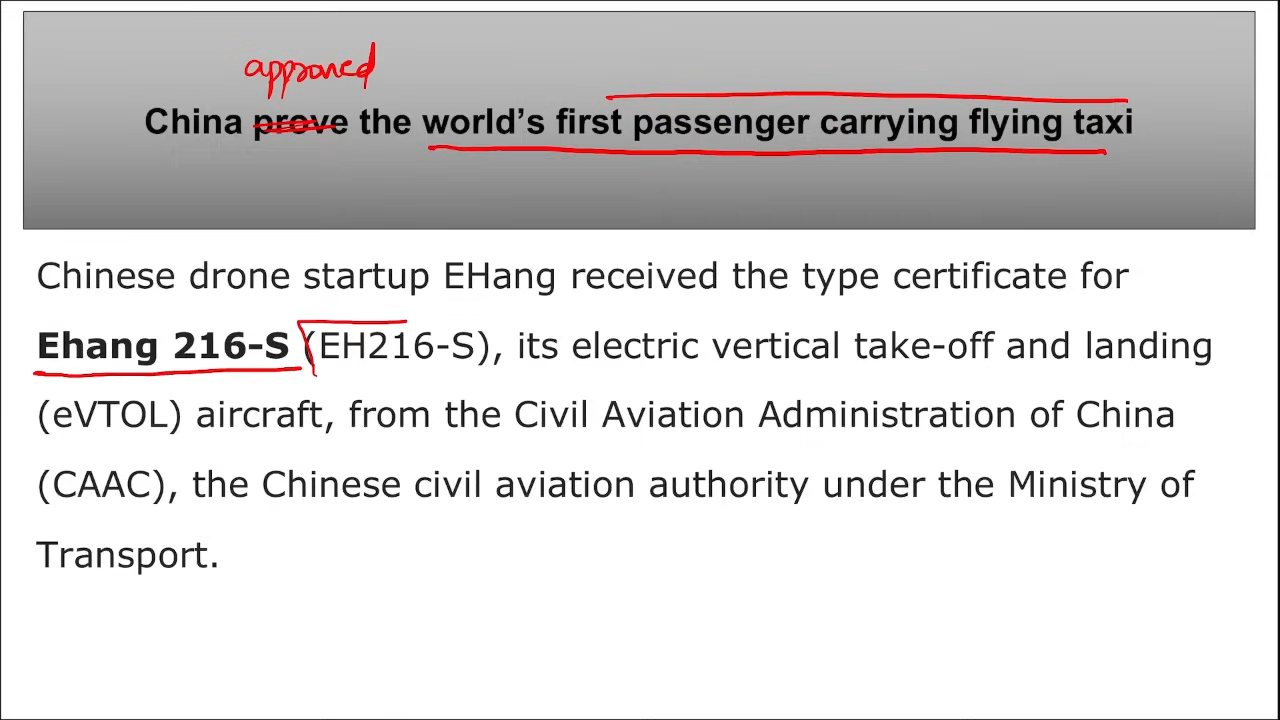 approved
China prove the world’s first passenger carrying flying taxi
Chinese drone startup EHang received the type certificate for
Ehang 216-S (EH216-S), its electric vertical take-off and landing
(eVTOL) aircraft, from the Civil Aviation Administration of China
(CAAC), the Chinese civil aviation authority under the Ministry of
Transport.